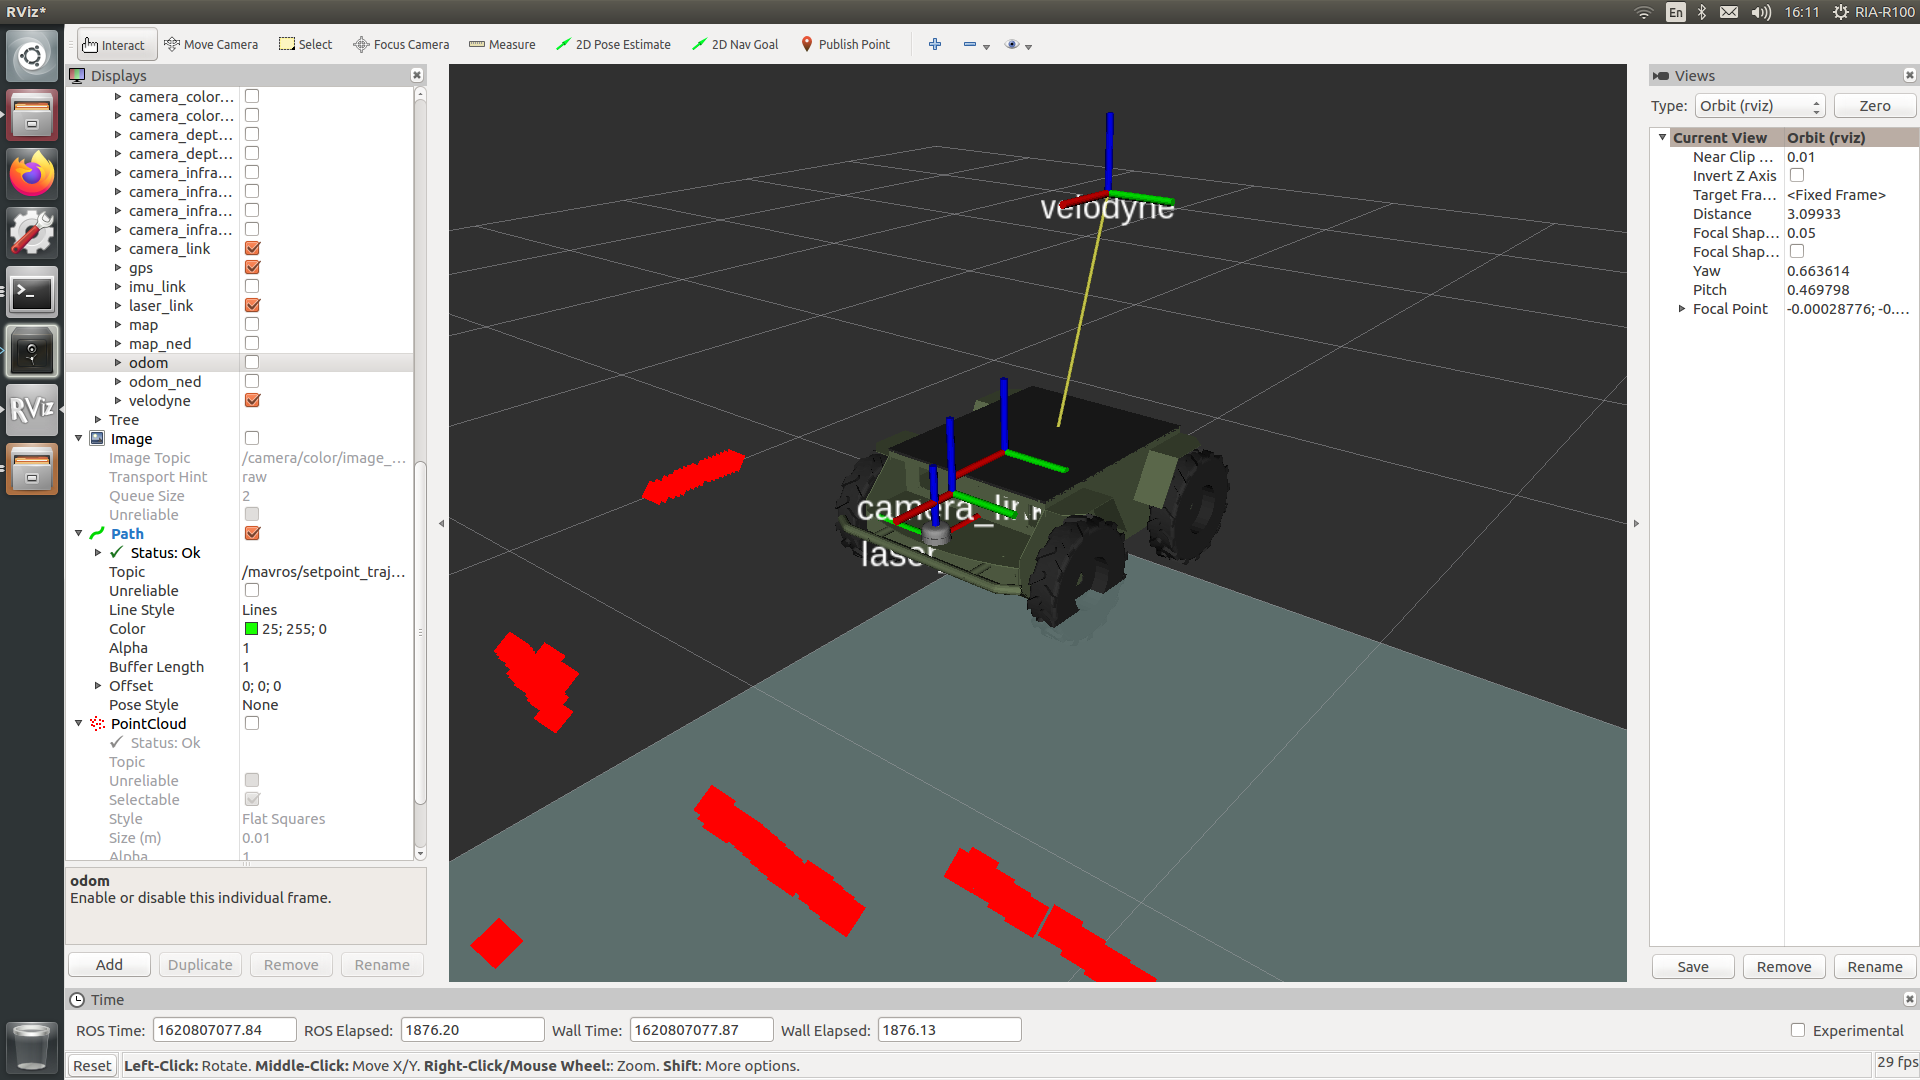 RViz*
En
16:11
RIA-R100
Interact
Move Camera
Select
Focus Camera
Measure
2D Pose Estimate
2D Nav Goal
Publish Point
Displays
camera_color...
camera_color...
camera_dept...
camera_dept...
camera_infra...
camera_infra...
camera_infra...
camera_infra...
camera_link
gps
imu_link
laser_link
map
map_ned
odom
odom_ned
velodyne
Tree
Image
Image Topic /camera/color/image_...
Transport Hint raw
Queue Size 2
Unreliable
Path
Status: Ok
Topic /mavros/setpoint_traj...
Unreliable
Line Style Lines
Color 25; 255; 0
Alpha 1
Buffer Length 1
Offset 0; 0; 0
Pose Style None
PointCloud
Status: Ok
Topic
Unreliable
Selectable
Style Flat Squares
Size (m) 0.01
Alpha 1
odom
Enable or disable this individual frame.
Add Duplicate Remove Rename
RViz
velodyne
camera_link
laser_
Views
Type: Orbit (rviz) Zero
Current View Orbit (rviz)
Near Clip ... 0.01
Invert Z Axis
Target Fra... <Fixed Frame>
Distance 3.09933
Focal Shap... 0.05
Focal Shap...
Yaw 0.663614
Pitch 0.469798
Focal Point -0.00028776; -0....
Save Remove Rename
Time
ROS Time: 1620807077.84 ROS Elapsed: 1876.20 Wall Time: 1620807077.87 Wall Elapsed: 1876.13 Experimental
Reset Left-Click: Rotate. Middle-Click: Move X/Y. Right-Click/Mouse Wheel:: Zoom. Shift: More options. 29 fps